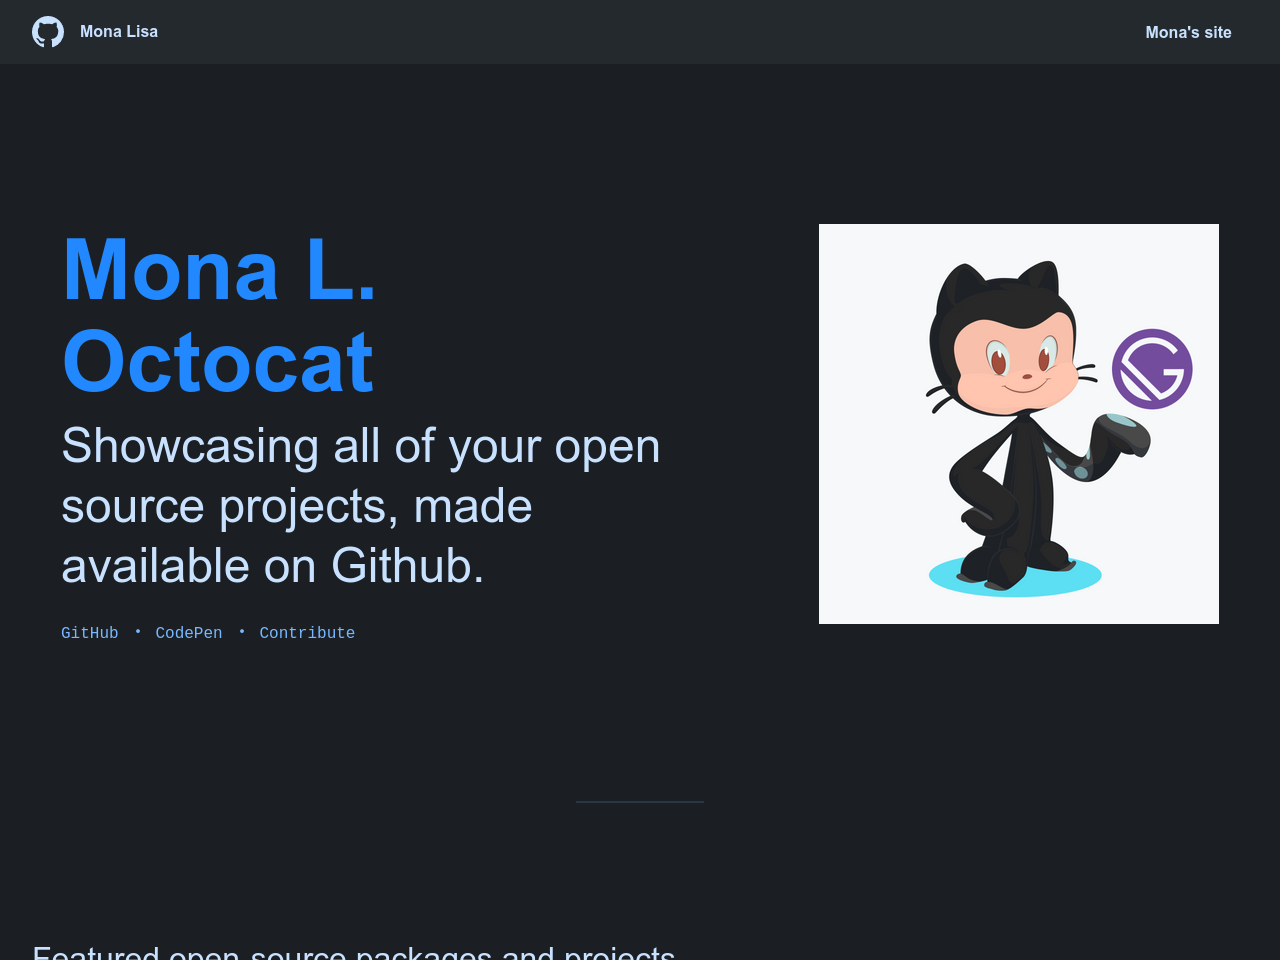 Mona Lisa
Mona's site
Mona L.
Octocat
Showcasing all of your open
source projects, made
available on Github.
GitHub • CodePen • Contribute
Featured open source packages and projects